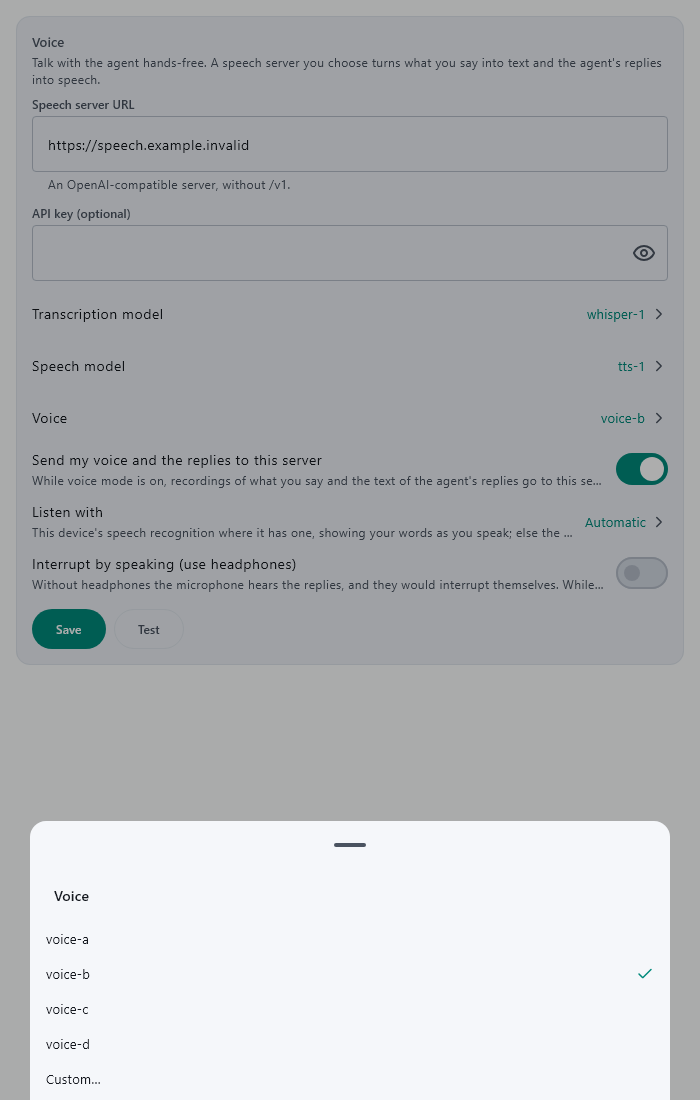 Voice
Talk with the agent hands-free. A speech server you choose turns what you say into text and the agent's replies
into speech.
Speech server URL
https://speech.example.invalid
An OpenAI-compatible server, without /v1.
API key (optional)
Transcription model
whisper-1
Speech model
tts-1
Voice
voice-b
Send my voice and the replies to this server
While voice mode is on, recordings of what you say and the text of the agent's replies go to this se...
Listen with
This device's speech recognition where it has one, showing your words as you speak; else the ...
Automatic
Interrupt by speaking (use headphones)
Without headphones the microphone hears the replies, and they would interrupt themselves. While...
Save
Test
Voice
voice-a
voice-b
voice-c
voice-d
Custom...